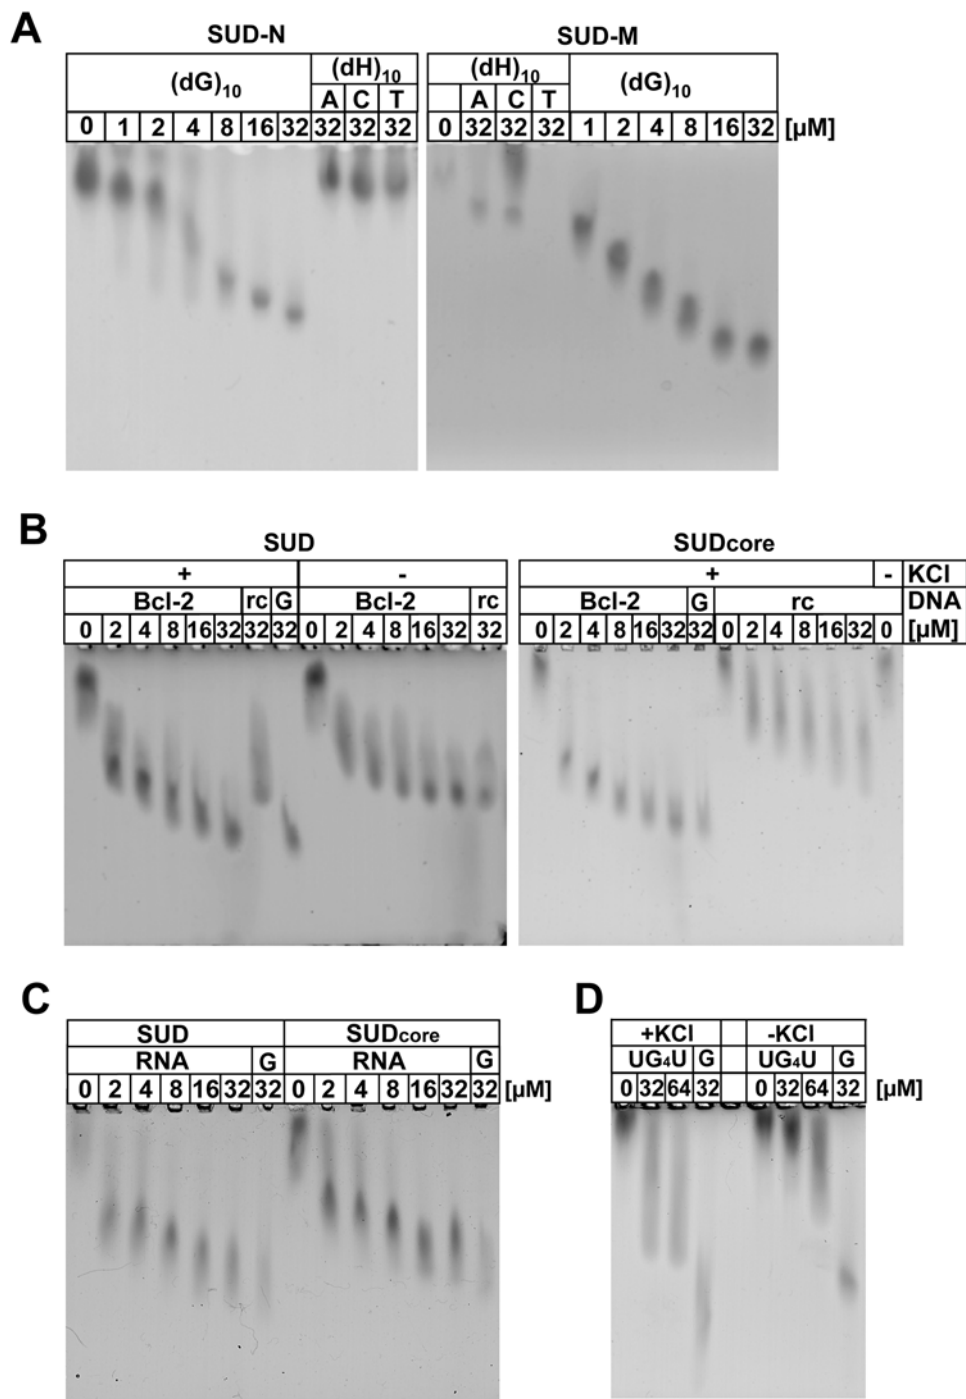 A
SUD-N SUD-M
(dG)10 (dH)10 (dH)10 (dG)10
A C T A C T
0 1 2 4 8 16 32 32 32 32 0 32 32 32 1 2 4 8 16 32 [µM]
B
SUD SUDcore
+ - + - KCl
Bcl-2 rc G Bcl-2 rc Bcl-2 G rc DNA
0 2 4 8 16 32 32 32 0 2 4 8 16 32 32 0 2 4 8 16 32 32 0 2 4 8 16 32 0 [µM]
C
SUD SUDcore
RNA G RNA G
0 2 4 8 16 32 32 0 2 4 8 16 32 32 [µM]
D
+KCl -KCl
UG4U G UG4U G
0 32 64 32 0 32 64 32 [µM]